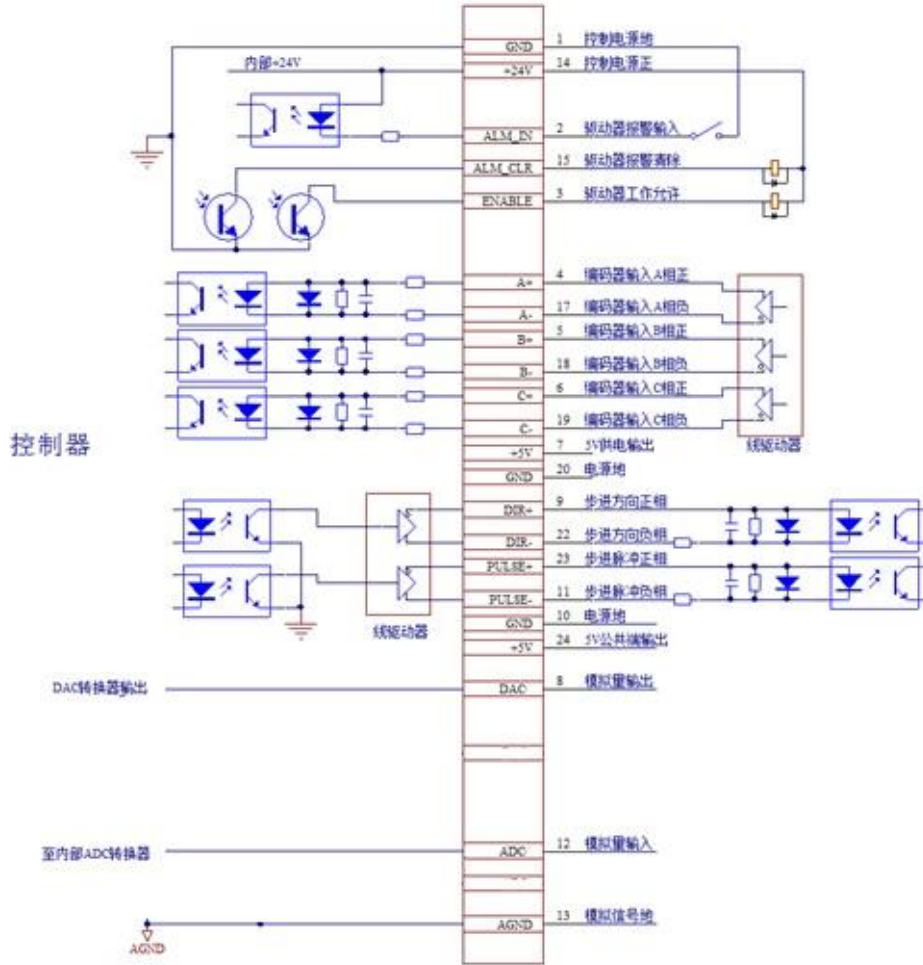 GND 1 控制电源地
内部+24V +24V 14 控制电源正
ALM_IN 2 驱动器报警输入
ALM_CLR 15 驱动器报警清除
ENABLE 3 驱动器工作允许
A+ 4 编码器输入A相正
A- 17 编码器输入A相负
B+ 5 编码器输入B相正
B- 18 编码器输入B相负
C+ 6 编码器输入C相正
C- 19 编码器输入C相负
控制器
+5V 7 5V供电输出
线驱动器
GND 20 电源地
DIR+ 9 步进方向正相
DIR- 22 步进方向负相
PULSE+ 23 步进脉冲正相
PULSE- 11 步进脉冲负相
GND 10 电源地
线驱动器
+5V 24 5V公共端输出
DAC转换器输出 DAC 8 模拟量输出
至内部ADC转换器 ADC 12 模拟量输入
AGND 13 模拟信号地
AGND